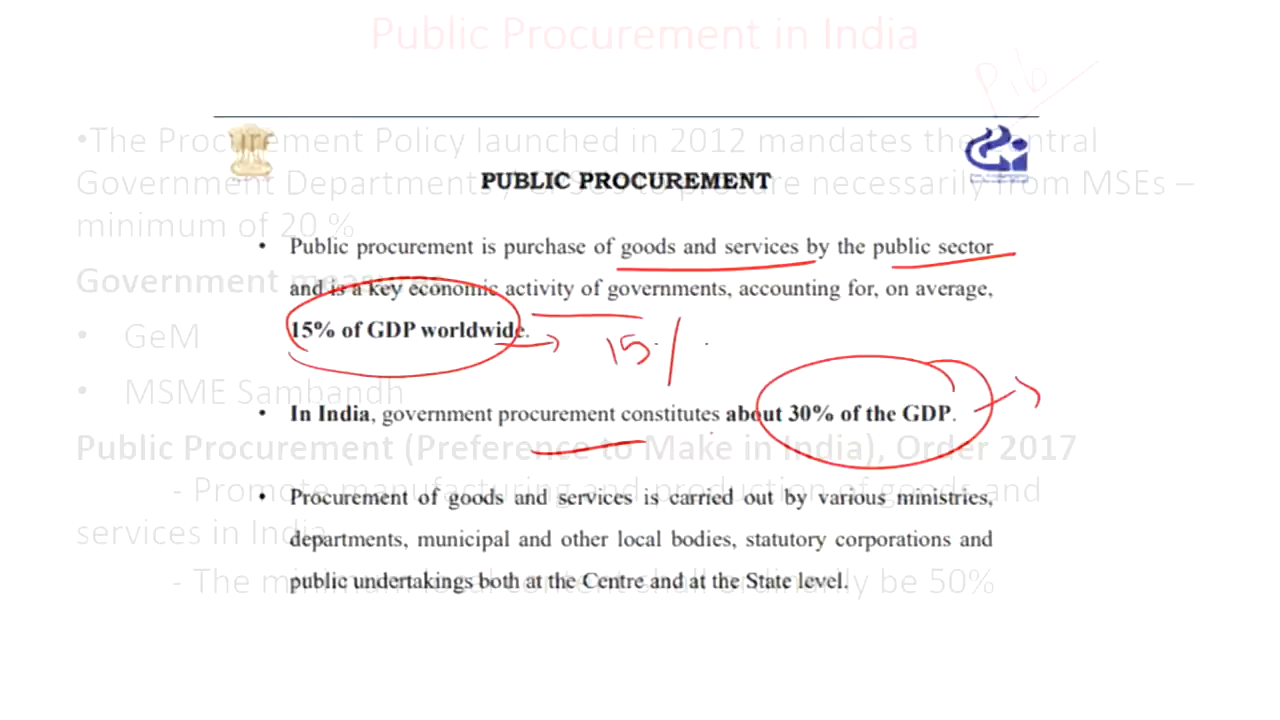 Public Procurement in India
Pib
•The Procurement Policy launched in 2012 mandates the Central
Government Departments/ to procure necessarily from MSEs –
minimum of 20 %
Government
• GeM
• MSME Sambandh
Public Procurement (Preference to Make in India), Order 2017
- Promote manufacturing and production of goods and
services in India
- The minimum local content shall ordinarily be 50%
PUBLIC PROCUREMENT
• Public procurement is purchase of goods and services by the public sector
and is a key economic activity of governments, accounting for, on average,
15% of GDP worldwide.
15%
• In India, government procurement constitutes about 30% of the GDP.
• Procurement of goods and services is carried out by various ministries,
departments, municipal and other local bodies, statutory corporations and
public undertakings both at the Centre and at the State level.